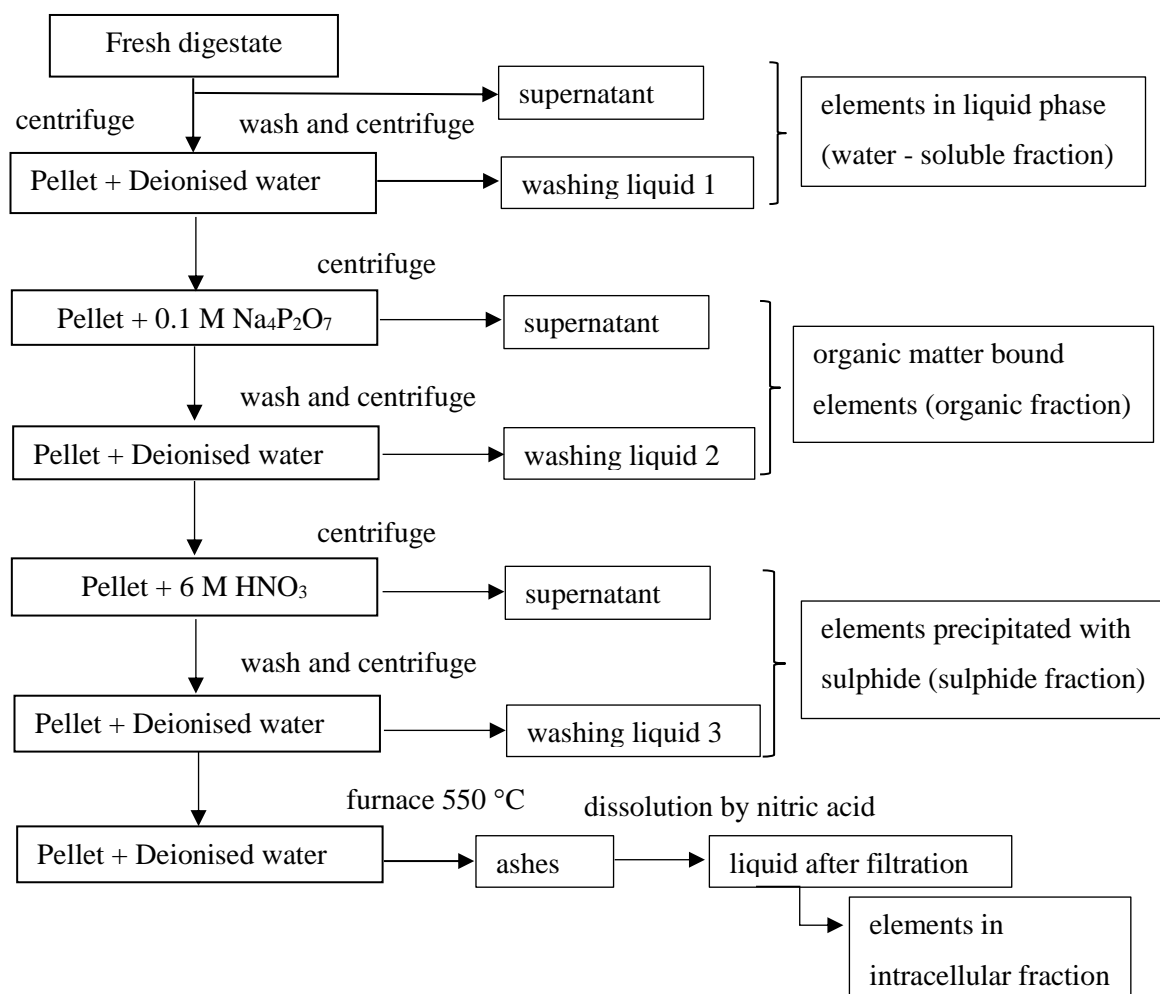 Fresh digestate
supernatant
centrifuge
wash and centrifuge
elements in liquid phase
(water - soluble fraction)
Pellet + Deionised water
washing liquid 1
centrifuge
Pellet + 0.1 M Na₄P₂O₇
supernatant
organic matter bound
elements (organic fraction)
wash and centrifuge
Pellet + Deionised water
washing liquid 2
centrifuge
Pellet + 6 M HNO₃
supernatant
elements precipitated with
sulphide (sulphide fraction)
wash and centrifuge
Pellet + Deionised water
washing liquid 3
furnace 550 °C
dissolution by nitric acid
Pellet + Deionised water
ashes
liquid after filtration
elements in
intracellular fraction